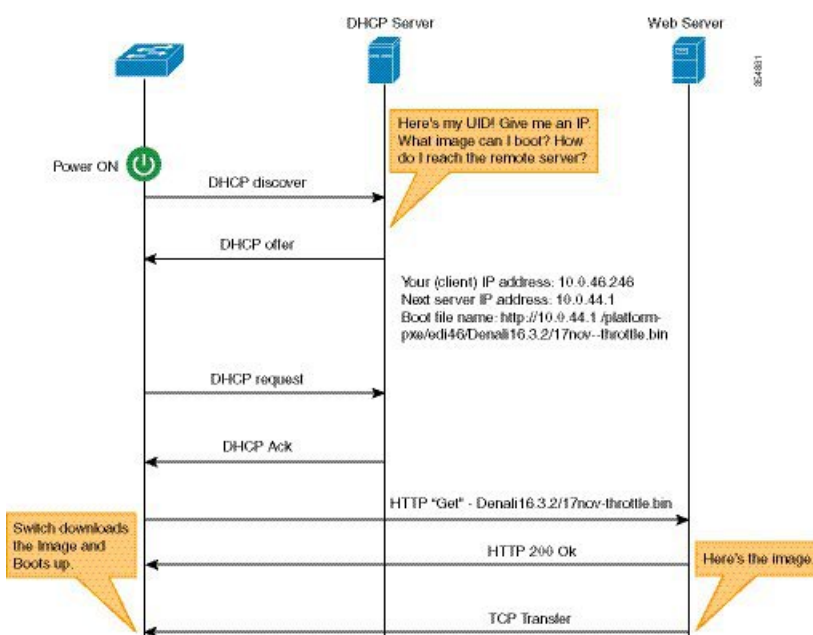 DHCP Server
Web Server
354881
Here's my UID! Give me an IP.
What image can I boot? How
do I reach the remote server?
Power ON
DHCP discover
DHCP offer
Your (client) IP address: 10.0.46.246
Next server IP address: 10.0.44.1
Boot file name: http://10.0.44.1 /platform-
pxe/edi46/Denali16.3.2/17nov--throttle.bin
DHCP request
DHCP Ack
HTTP "Get" - Denali16.3.2/17nov-throttle.bin
Switch downloads
the Image and
Boots up.
HTTP 200 Ok
Here's the image.
TCP Transfer